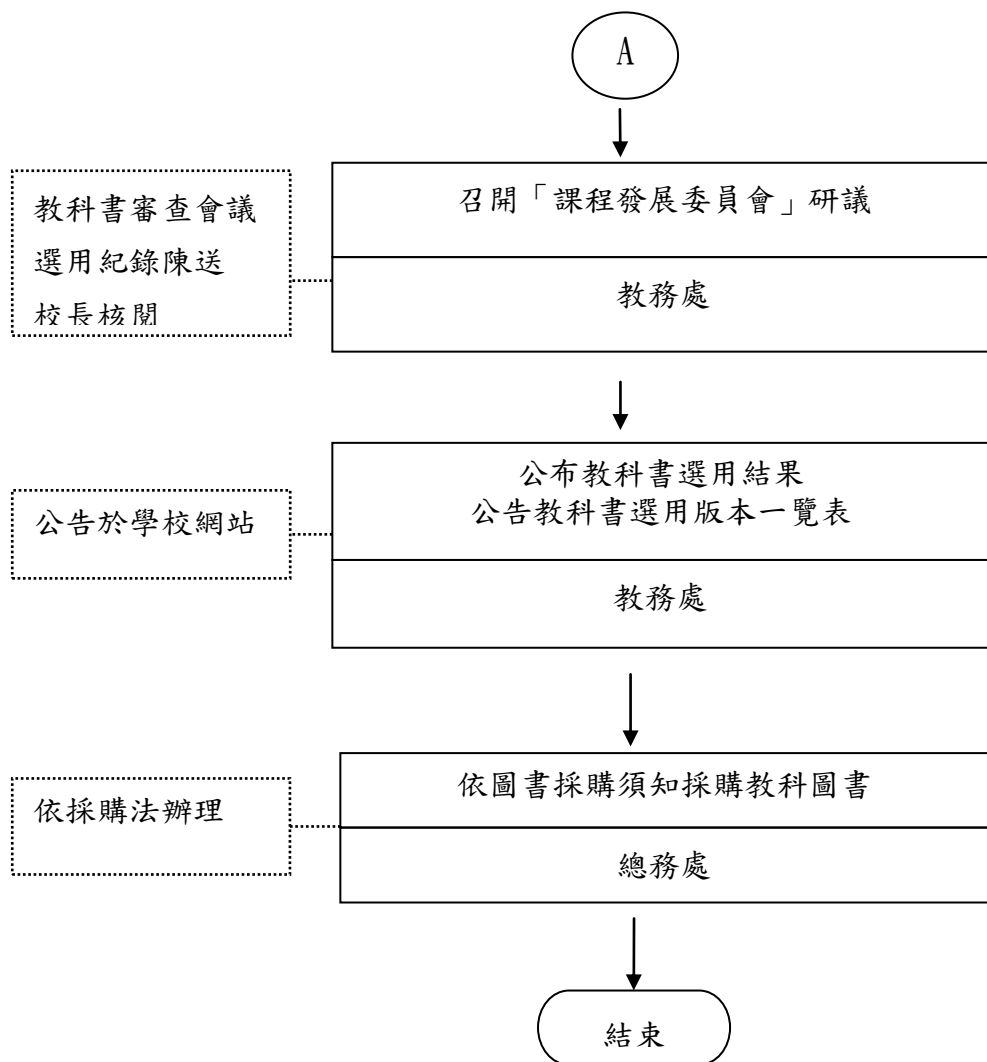 A
教科書審查會議
選用紀錄陳送
校長核閱
召開「課程發展委員會」研議
教務處
公告於學校網站
公布教科書選用結果
公告教科書選用版本一覽表
教務處
依採購法辦理
依圖書採購須知採購教科圖書
總務處
結束